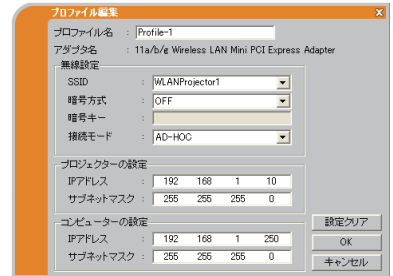 プロファイル編集 X
プロファイル名 : Profile-1
アダプタ名 : 11a/b/g Wireless LAN Mini PCI Express Adapter
無線設定
SSID : WLANProjector1
暗号方式 : OFF
暗号キー :
接続モード : AD-HOC
プロジェクターの設定
IPアドレス : 192 168 1 10
サブネットマスク : 255 255 255 0
コンピューターの設定
IPアドレス : 192 168 1 250
サブネットマスク : 255 255 255 0
設定クリア
OK
キャンセル